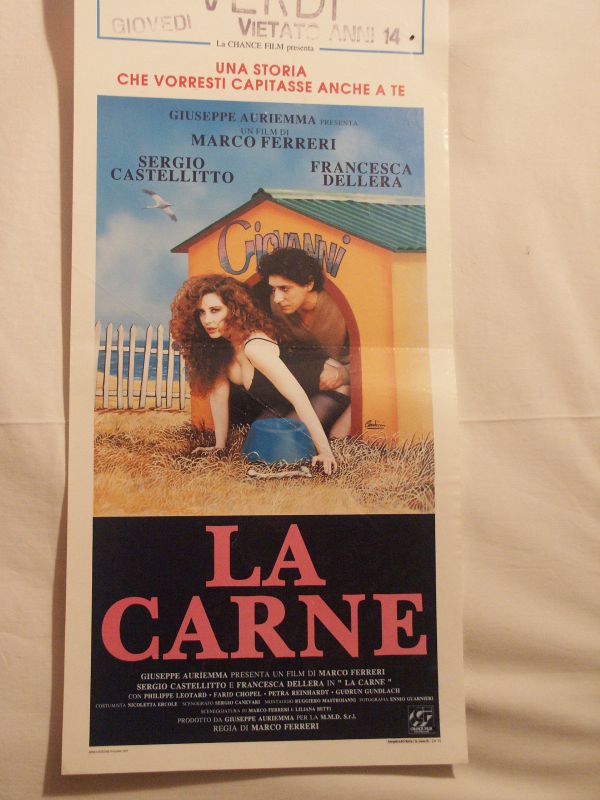 VERDI
GIOVEDI VIETATO ANNI 14
La CHANCE FILM presenta
UNA STORIA
CHE VORRESTI CAPITASSE ANCHE A TE
GIUSEPPE AURIEMMA PRESENTA
UN FILM DI
MARCO FERRERI
SERGIO CASTELLITTO
FRANCESCA DELLERA
GIOVANNI
LA
CARNE
GIUSEPPE AURIEMMA PRESENTA UN FILM DI MARCO FERRERI
SERGIO CASTELLITTO E FRANCESCA DELLERA IN " LA CARNE "
CON PHILIPPE LEOTARD · FARID CHOPEL · PETRA REINHARDT · GUDRUN GUNDLACH
COSTUMISTA NICOLETTA ERCOLE SCENOGRAFO SERGIO CANEVARI MONTAGGIO RUGGERO MASTROIANNI FOTOGRAFIA ENNIO GUARNIERI
SCENEGGIATURA DI MARCO FERRERI E LILIANA BETTI
PRODOTTO DA GIUSEPPE AURIEMMA PER LA M.M.D. S.r.l.
REGIA DI MARCO FERRERI
CHANCE FILM